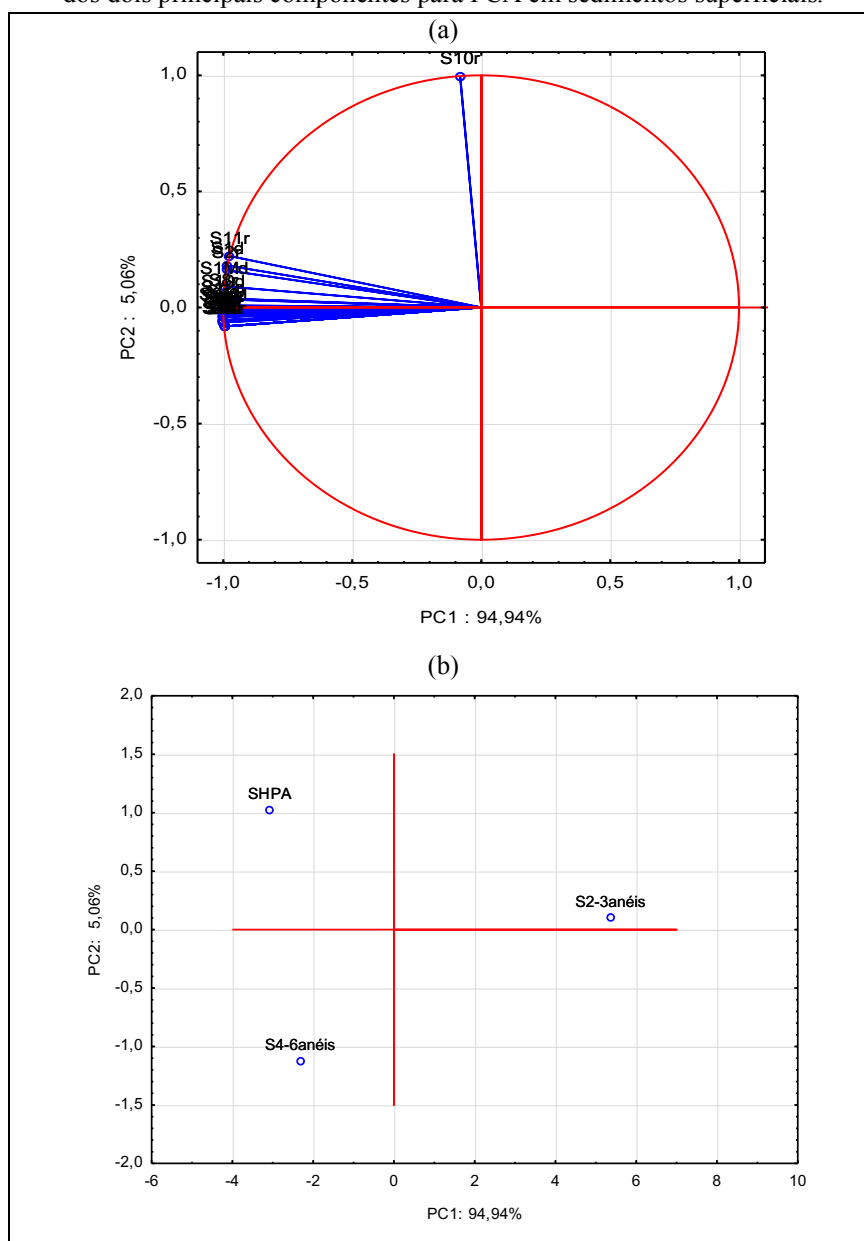 dos dois principais componentes para PCA em sedimentos superficiais.
(a)
S10r
1,0
0,5
S11r
0,0
-0,5
-1,0
PC2 : 5,06%
-1,0 -0,5 0,0 0,5 1,0
PC1 : 94,94%
(b)
2,0
1,5
SHPA
1,0
0,5
S2-3anéis
0,0
-0,5
S4-6anéis
-1,0
-1,5
-2,0
PC2: 5,06%
-6 -4 -2 0 2 4 6 8 10
PC1: 94,94%